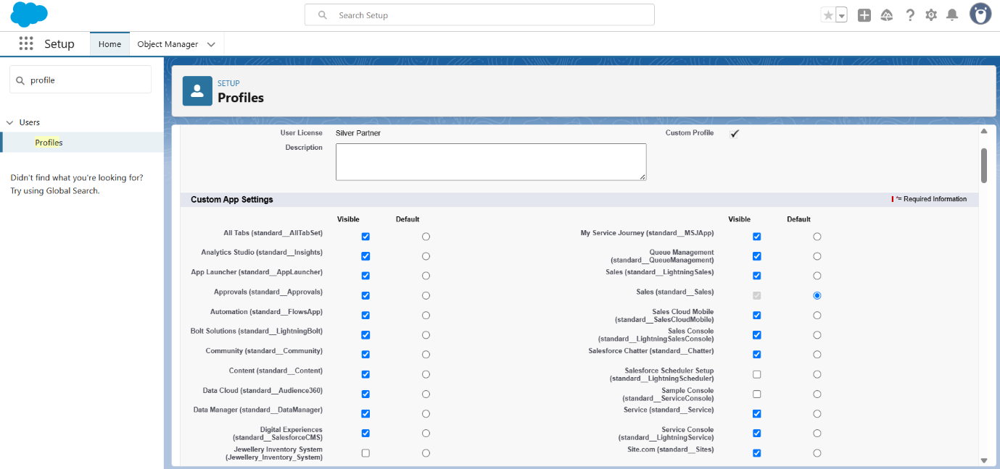 Search Setup
Setup
Home
Object Manager
profile
Users
Profiles
Didn't find what you're looking for?
Try using Global Search.
SETUP
Profiles
User License Silver Partner Custom Profile
Description
Custom App Settings
*= Required Information
Visible Default Visible Default
All Tabs (standard__AllTabSet)
My Service Journey (standard__MSJApp)
Analytics Studio (standard__Insights)
Queue Management
(standard__QueueManagement)
App Launcher (standard__AppLauncher)
Sales (standard__LightningSales)
Approvals (standard__Approvals)
Sales (standard__Sales)
Automation (standard__FlowsApp)
Sales Cloud Mobile
(standard__SalesCloudMobile)
Bolt Solutions (standard__LightningBolt)
Sales Console
(standard__LightningSalesConsole)
Community (standard__Community)
Salesforce Chatter (standard__Chatter)
Content (standard__Content)
Salesforce Scheduler Setup
(standard__LightningScheduler)
Data Cloud (standard__Audience360)
Sample Console
(standard__ServiceConsole)
Data Manager (standard__DataManager)
Service (standard__Service)
Digital Experiences
(standard__SalesforceCMS)
Service Console
(standard__LightningService)
Jewellery Inventory System
(Jewellery_Inventory_System)
Site.com (standard__Sites)